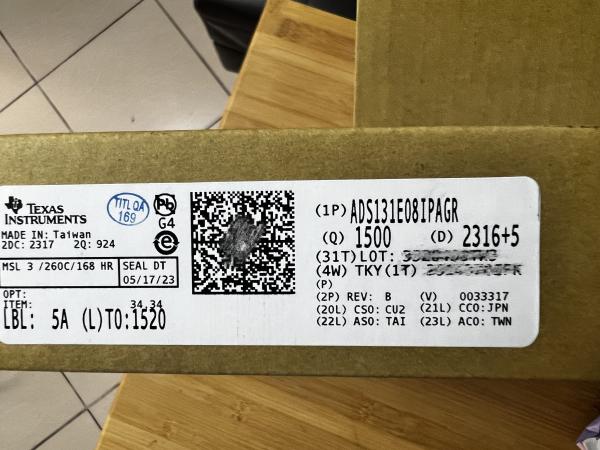 TEXAS
INSTRUMENTS
MADE IN: Taiwan
2DC: 2317 2Q: 924
TITL QA
169
Pb
G4
e
MSL 3 /260C/168 HR
SEAL DT
05/17/23
OPT:
ITEM: 34.34
LBL: 5A (L)TO:1520
(1P) ADS131E08IPAGR
(Q) 1500 (D) 2316+5
(31T)LOT:
(4W) TKY(1T)
(P)
(2P) REV: B (V) 0033317
(20L) CSO: CU2 (21L) CCO:JPN
(22L) ASO: TAI (23L) ACO: TWN